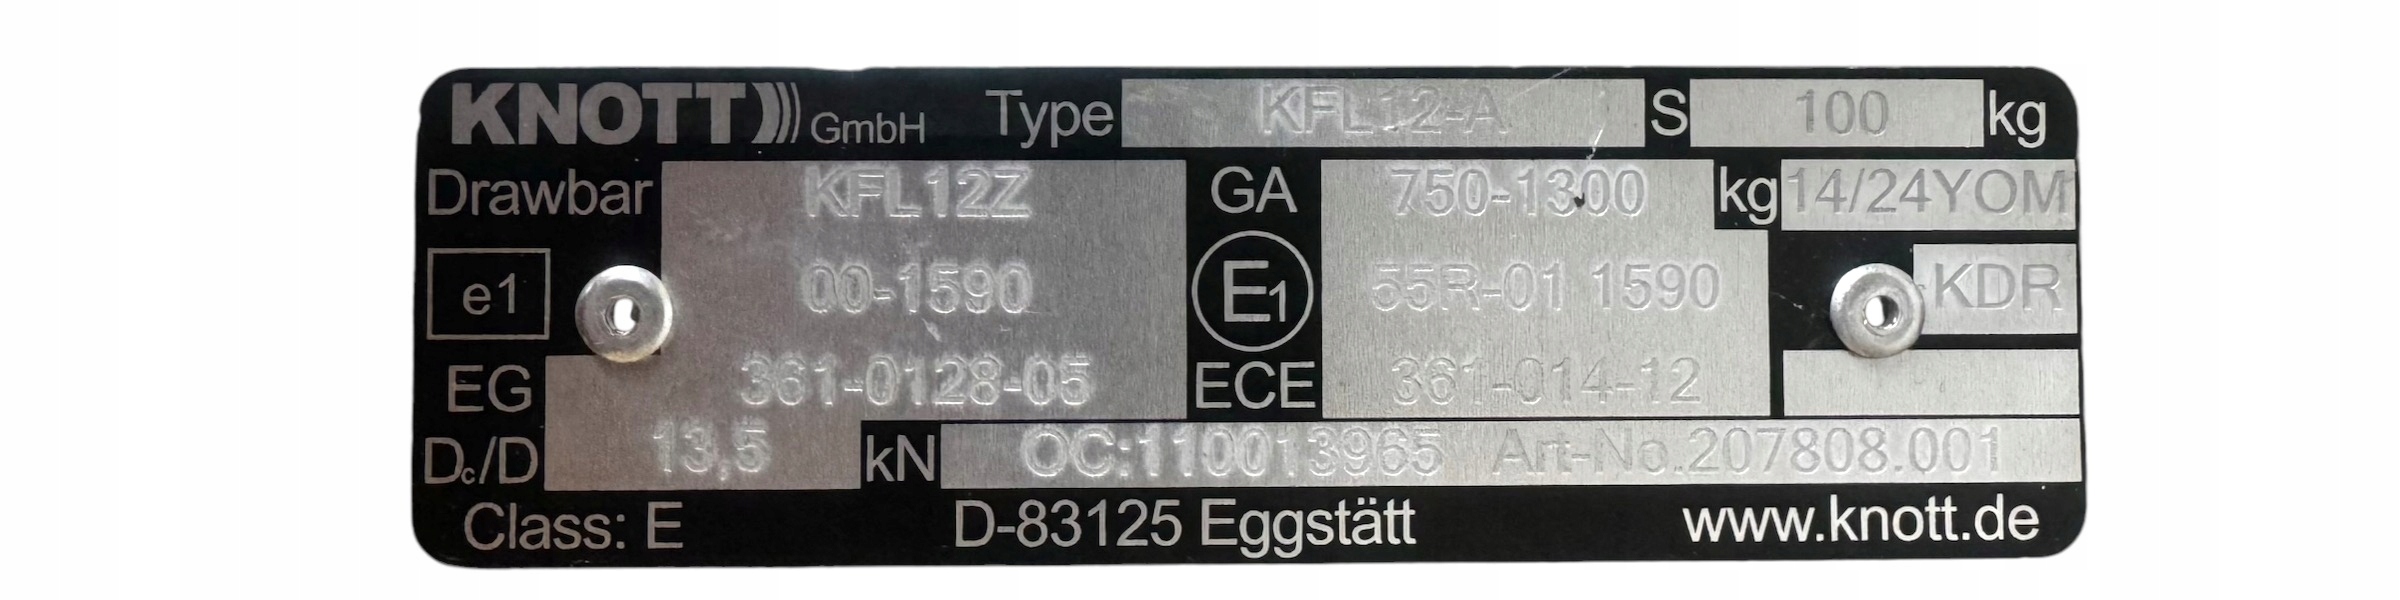 KNOTT GmbH Type KFL12-A S 100 kg
Drawbar KFL12Z GA 750-1300 kg 14/24YOM
e1 00-1590 E1 55R-01 1590 KDR
EG 361-0128-05 ECE 361-014-12
Dc/D 13,5 kN OC:110013965 Art-No.207808.001
Class: E D-83125 Eggstätt www.knott.de